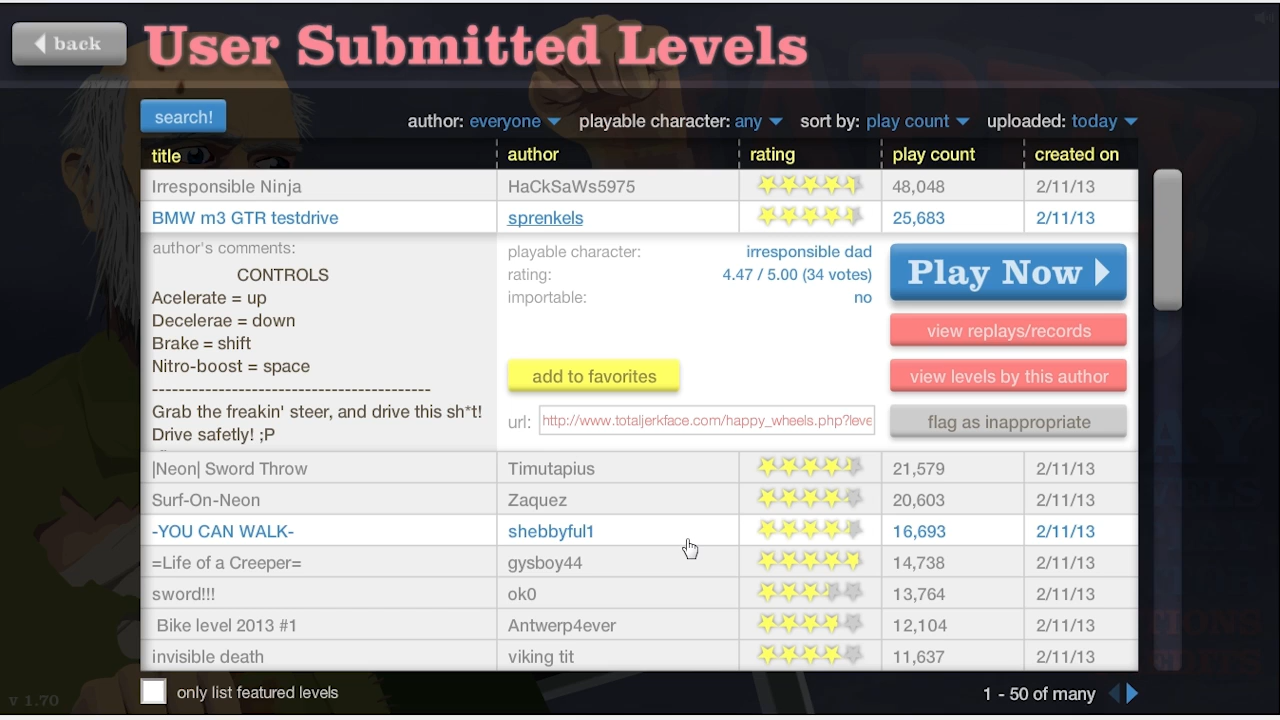 back
User Submitted Levels
search!
author: everyone playable character: any sort by: play count uploaded: today
title author rating play count created on
Irresponsible Ninja HaCkSaWs5975 48,048 2/11/13
BMW m3 GTR testdrive sprenkels 25,683 2/11/13
author's comments:
CONTROLS
Acelerate = up
Decelerae = down
Brake = shift
Nitro-boost = space
------------------------------------------
Grab the freakin' steer, and drive this sh*t!
Drive safetly! ;P
playable character: irresponsible dad
rating: 4.47 / 5.00 (34 votes)
importable: no
add to favorites
url: http://www.totaljerkface.com/happy_wheels.php?leve
Play Now
view replays/records
view levels by this author
flag as inappropriate
|Neon| Sword Throw Timutapius 21,579 2/11/13
Surf-On-Neon Zaquez 20,603 2/11/13
-YOU CAN WALK- shebbyful1 16,693 2/11/13
=Life of a Creeper= gysboy44 14,738 2/11/13
sword!!! ok0 13,764 2/11/13
Bike level 2013 #1 Antwerp4ever 12,104 2/11/13
invisible death viking tit 11,637 2/11/13
only list featured levels
1 - 50 of many
v 1.70